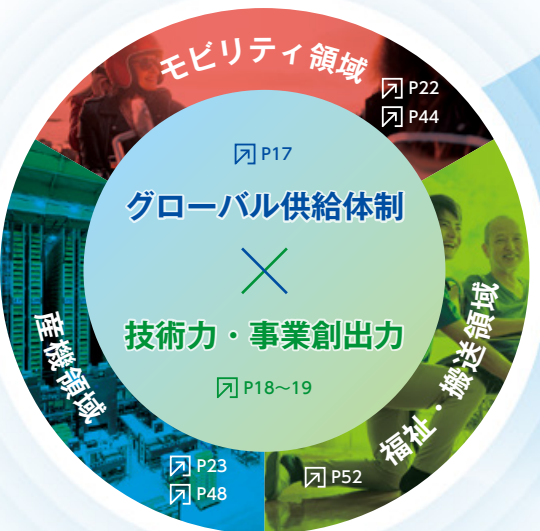 モビリティ領域
P22
P44
P17
グローバル供給体制
×
技術力・事業創出力
P18〜19
産機領域
P23
P48
福祉・搬送領域
P52